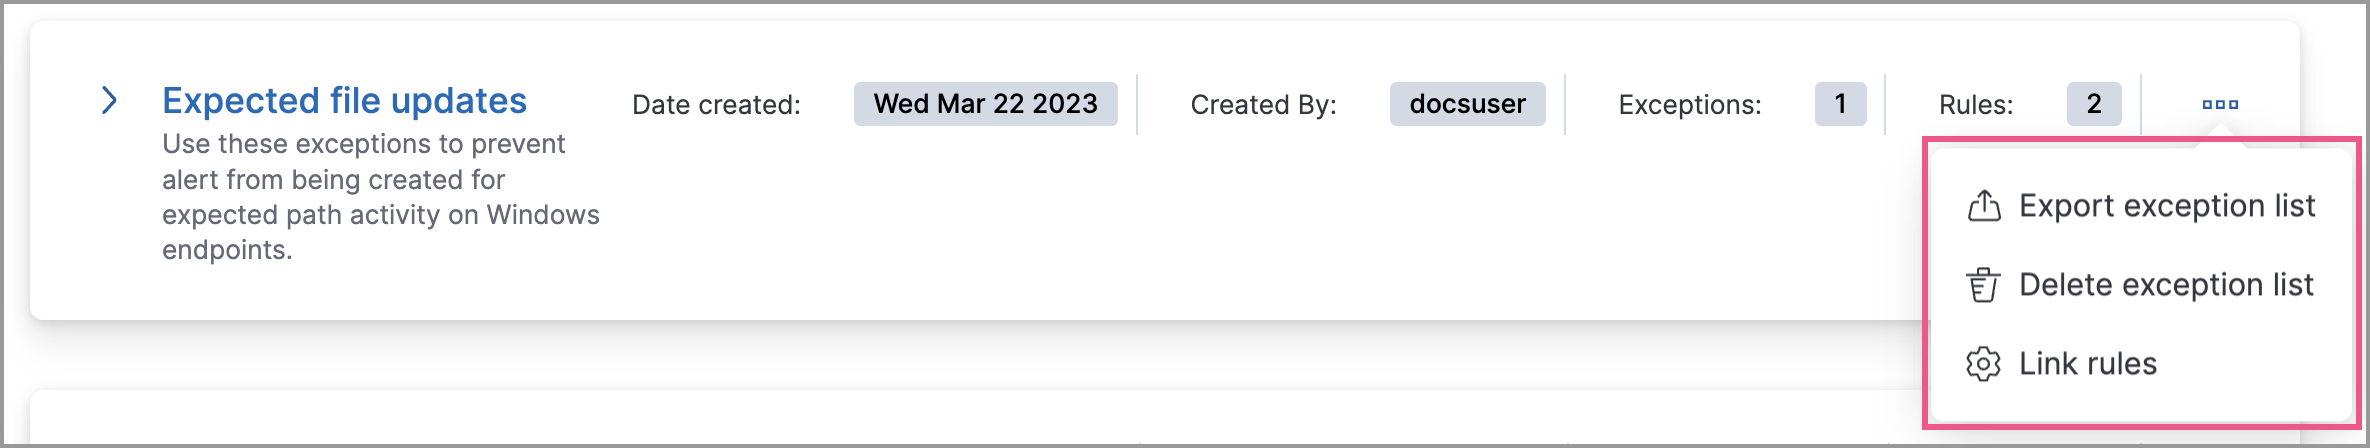 Expected file updates
Use these exceptions to prevent
alert from being created for
expected path activity on Windows
endpoints.
Date created: Wed Mar 22 2023
Created By: docsuser
Exceptions: 1
Rules: 2
Export exception list
Delete exception list
Link rules